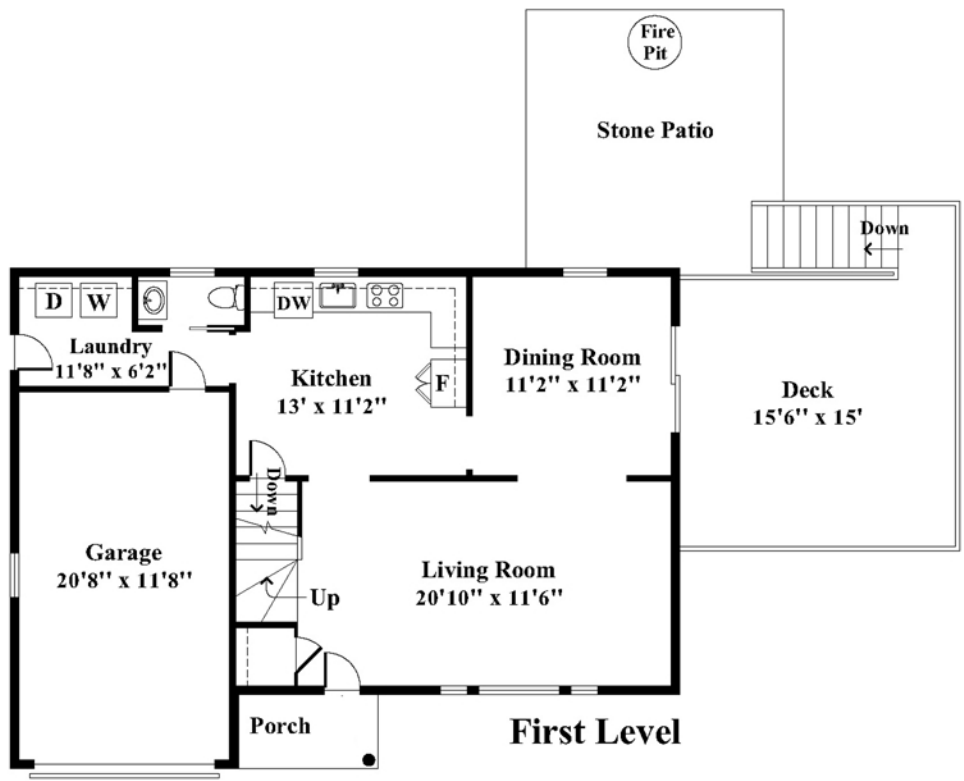 Fire
Pit
Stone Patio
Down
D
W
DW
Laundry
11'8" x 6'2"
Kitchen
13' x 11'2"
F
Dining Room
11'2" x 11'2"
Deck
15'6" x 15'
Down
Garage
20'8" x 11'8"
Living Room
20'10" x 11'6"
Up
Porch
First Level